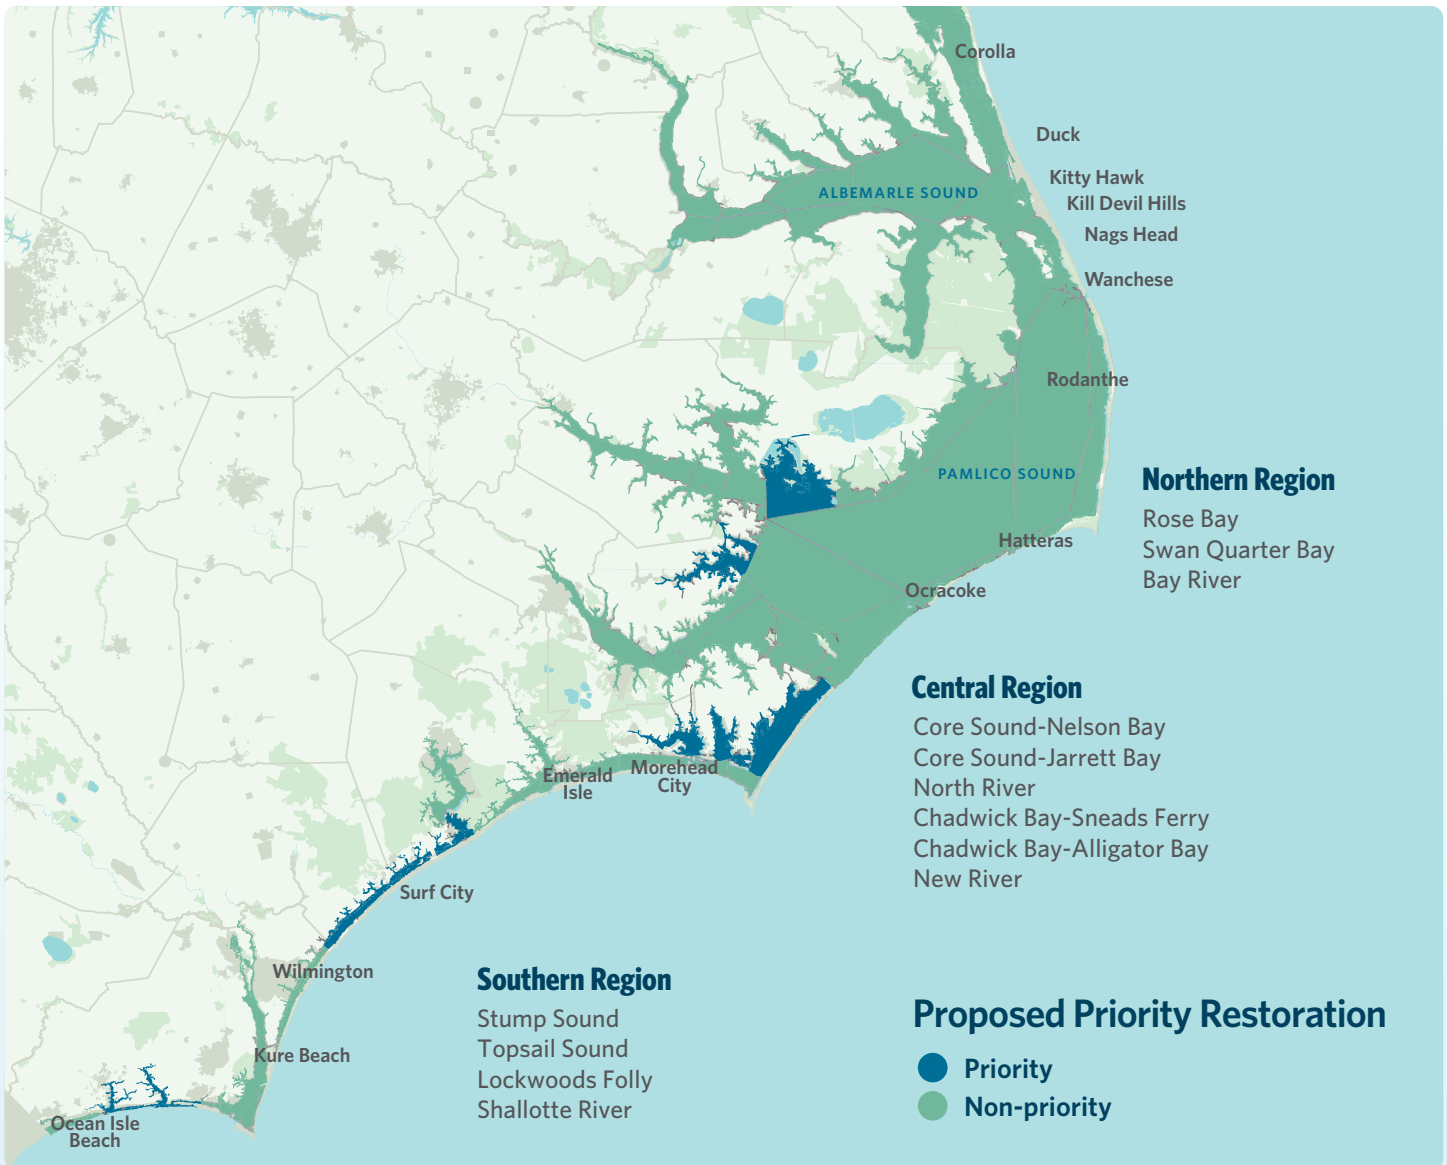 Corolla
Duck
Kitty Hawk
ALBEMARLE SOUND
Kill Devil Hills
Nags Head
Wanchese
Rodanthe
PAMLICO SOUND
Hatteras
Ocracoke
Northern Region
Rose Bay
Swan Quarter Bay
Bay River
Central Region
Core Sound-Nelson Bay
Core Sound-Jarrett Bay
North River
Chadwick Bay-Sneads Ferry
Chadwick Bay-Alligator Bay
New River
Morehead
City
Emerald
Isle
Surf City
Wilmington
Kure Beach
Ocean Isle
Beach
Southern Region
Stump Sound
Topsail Sound
Lockwoods Folly
Shallotte River
Proposed Priority Restoration
Priority
Non-priority